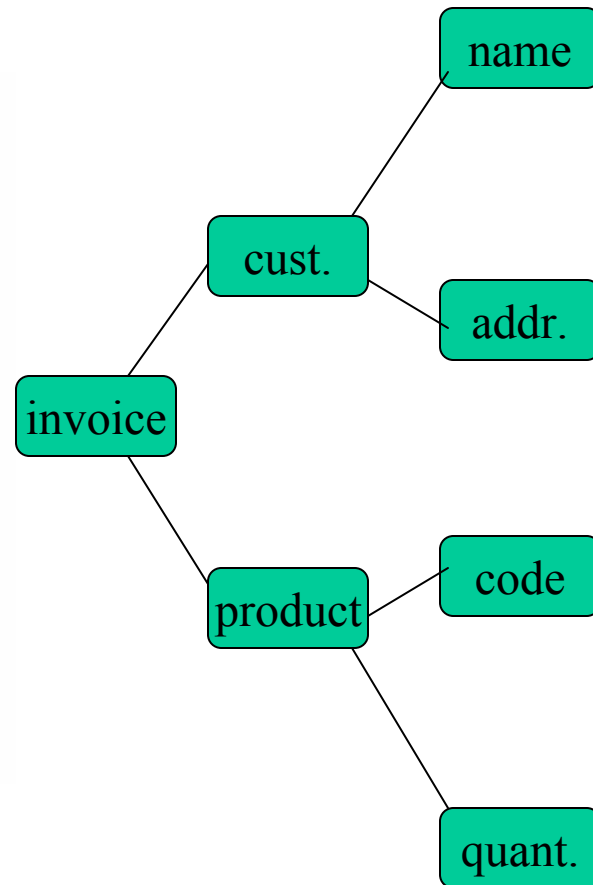 name
cust.
addr.
invoice
code
product
quant.